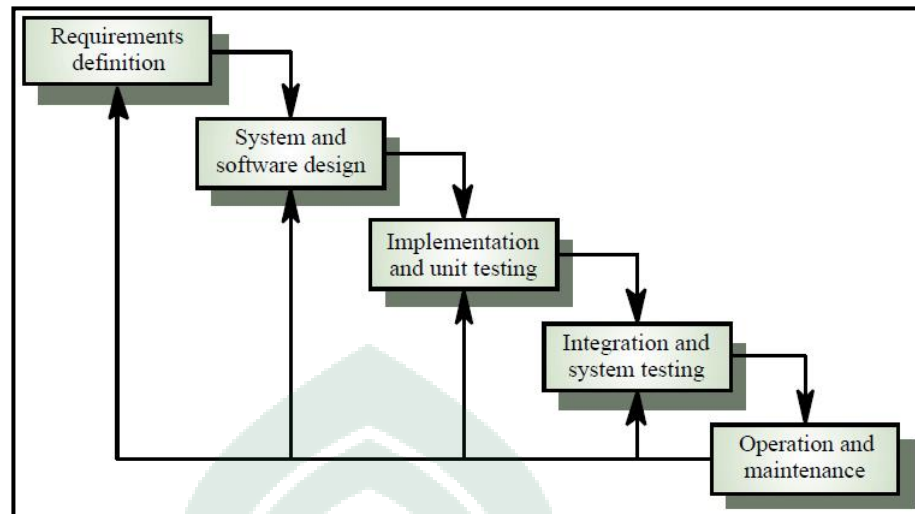 Requirements
definition
System and
software design
Implementation
and unit testing
Integration and
system testing
Operation and
maintenance